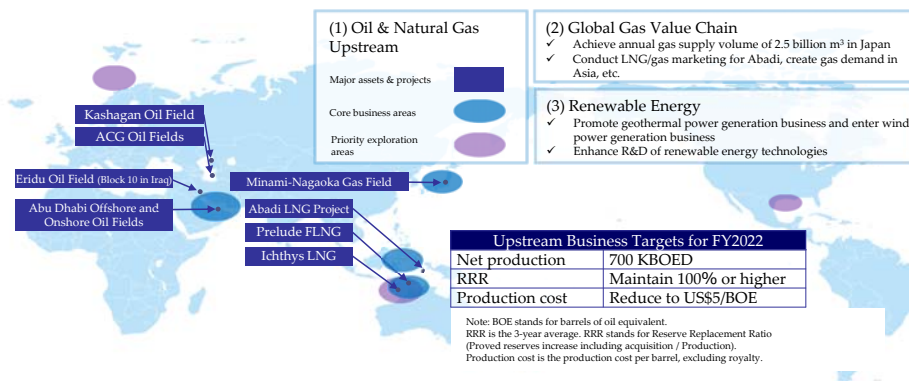 (1) Oil & Natural Gas
Upstream
Major assets & projects
Core business areas
Priority exploration
areas
(2) Global Gas Value Chain
✓ Achieve annual gas supply volume of 2.5 billion m³ in Japan
✓ Conduct LNG/gas marketing for Abadi, create gas demand in
Asia, etc.
(3) Renewable Energy
✓ Promote geothermal power generation business and enter wind
power generation business
✓ Enhance R&D of renewable energy technologies
Kashagan Oil Field
ACG Oil Fields
Eridu Oil Field (Block 10 in Iraq)
Abu Dhabi Offshore and
Onshore Oil Fields
Minami-Nagaoka Gas Field
Abadi LNG Project
Prelude FLNG
Ichthys LNG
Upstream Business Targets for FY2022
Net production 700 KBOED
RRR Maintain 100% or higher
Production cost Reduce to US$5/BOE
Note: BOE stands for barrels of oil equivalent.
RRR is the 3-year average. RRR stands for Reserve Replacement Ratio
(Proved reserves increase including acquisition / Production).
Production cost is the production cost per barrel, excluding royalty.